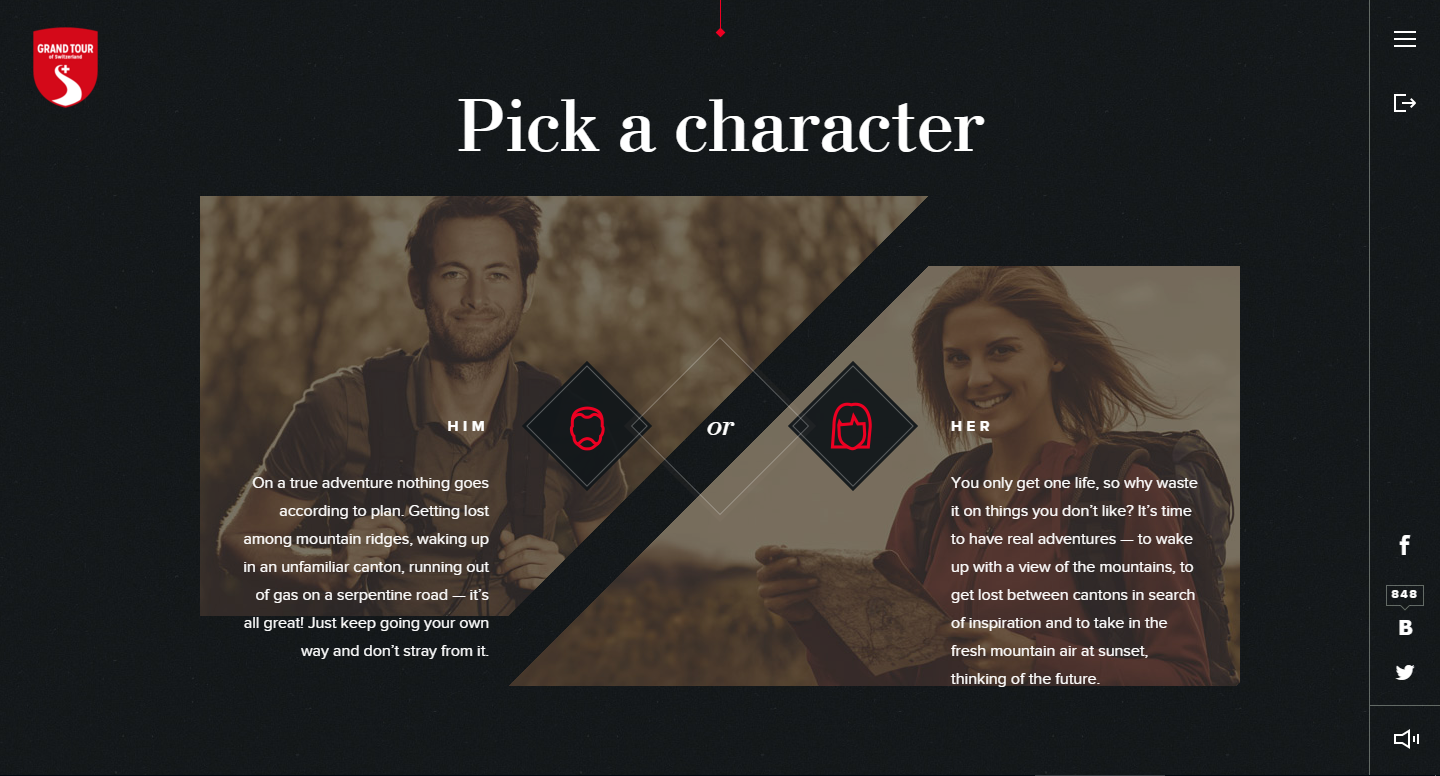 GRAND TOUR
of Switzerland
Pick a character
HIM
On a true adventure nothing goes
according to plan. Getting lost
among mountain ridges, waking up
in an unfamiliar canton, running out
of gas on a serpentine road — it’s
all great! Just keep going your own
way and don’t stray from it.
or
HER
You only get one life, so why waste
it on things you don’t like? It’s time
to have real adventures — to wake
up with a view of the mountains, to
get lost between cantons in search
of inspiration and to take in the
fresh mountain air at sunset,
thinking of the future.
848